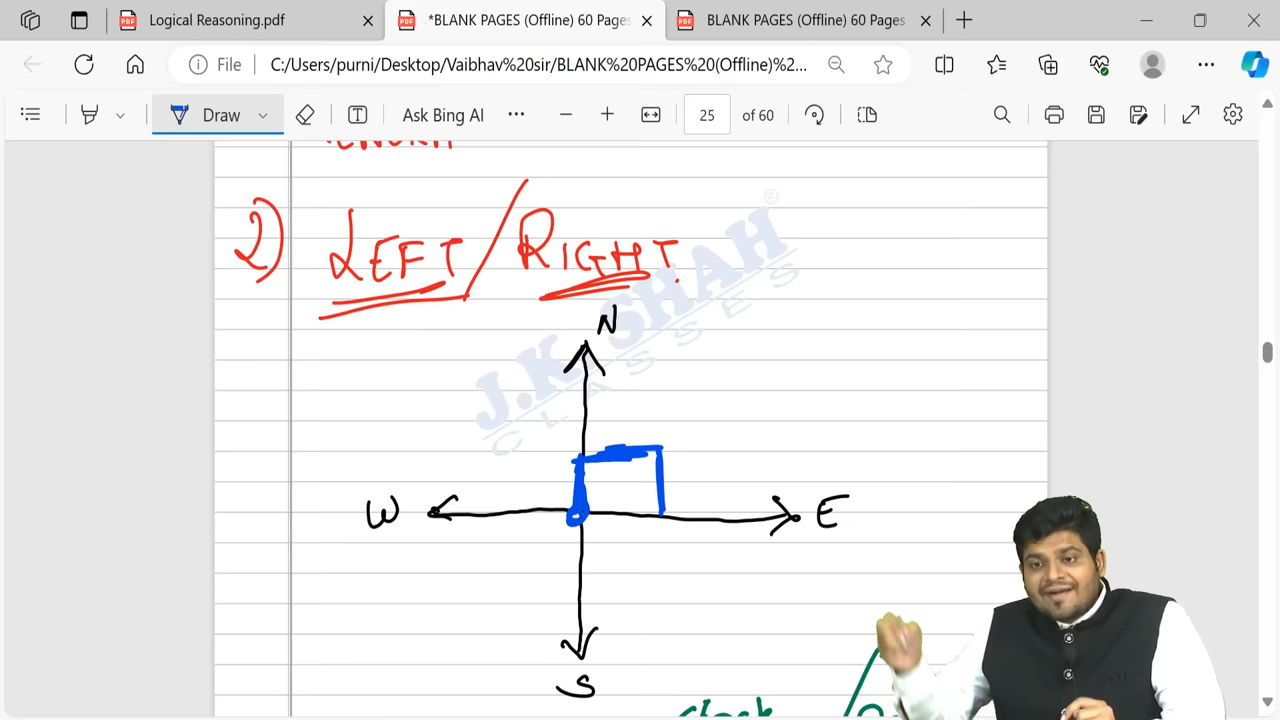 Logical Reasoning.pdf
*BLANK PAGES (Offline) 60 Pages
BLANK PAGES (Offline) 60 Pages
File
C:/Users/purni/Desktop/Vaibhav%20sir/BLANK%20PAGES%20(Offline)%2...
Draw
Ask Bing AI
25
of 60
2) LEFT / RIGHT
J.K. SHAH ®
CLASSES
N
W
E
S
clock